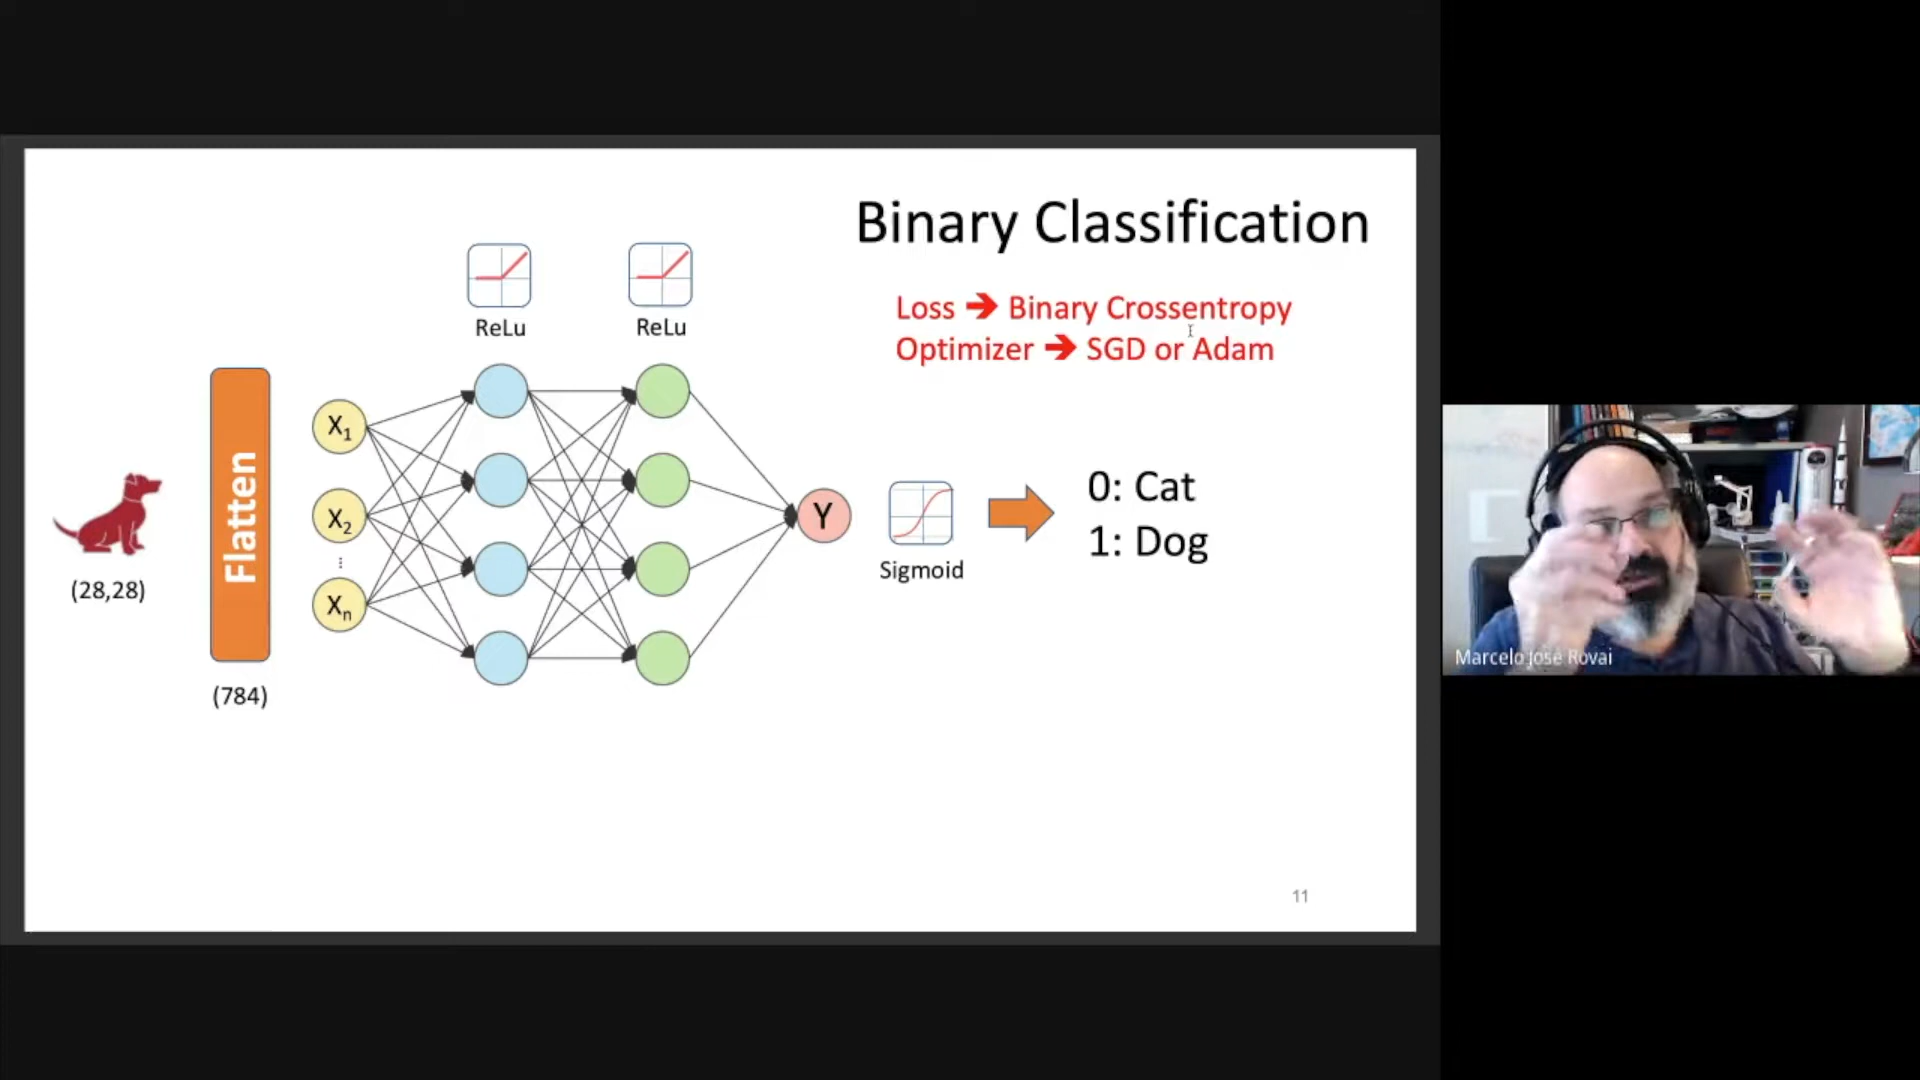 Binary Classification
Loss ➔ Binary Crossentropy
Optimizer ➔ SGD or Adam
ReLu
ReLu
Flatten
X1
X2
⋮
Xn
(28,28)
(784)
Y
Sigmoid
0: Cat
1: Dog
11
Marcelo José Rovai